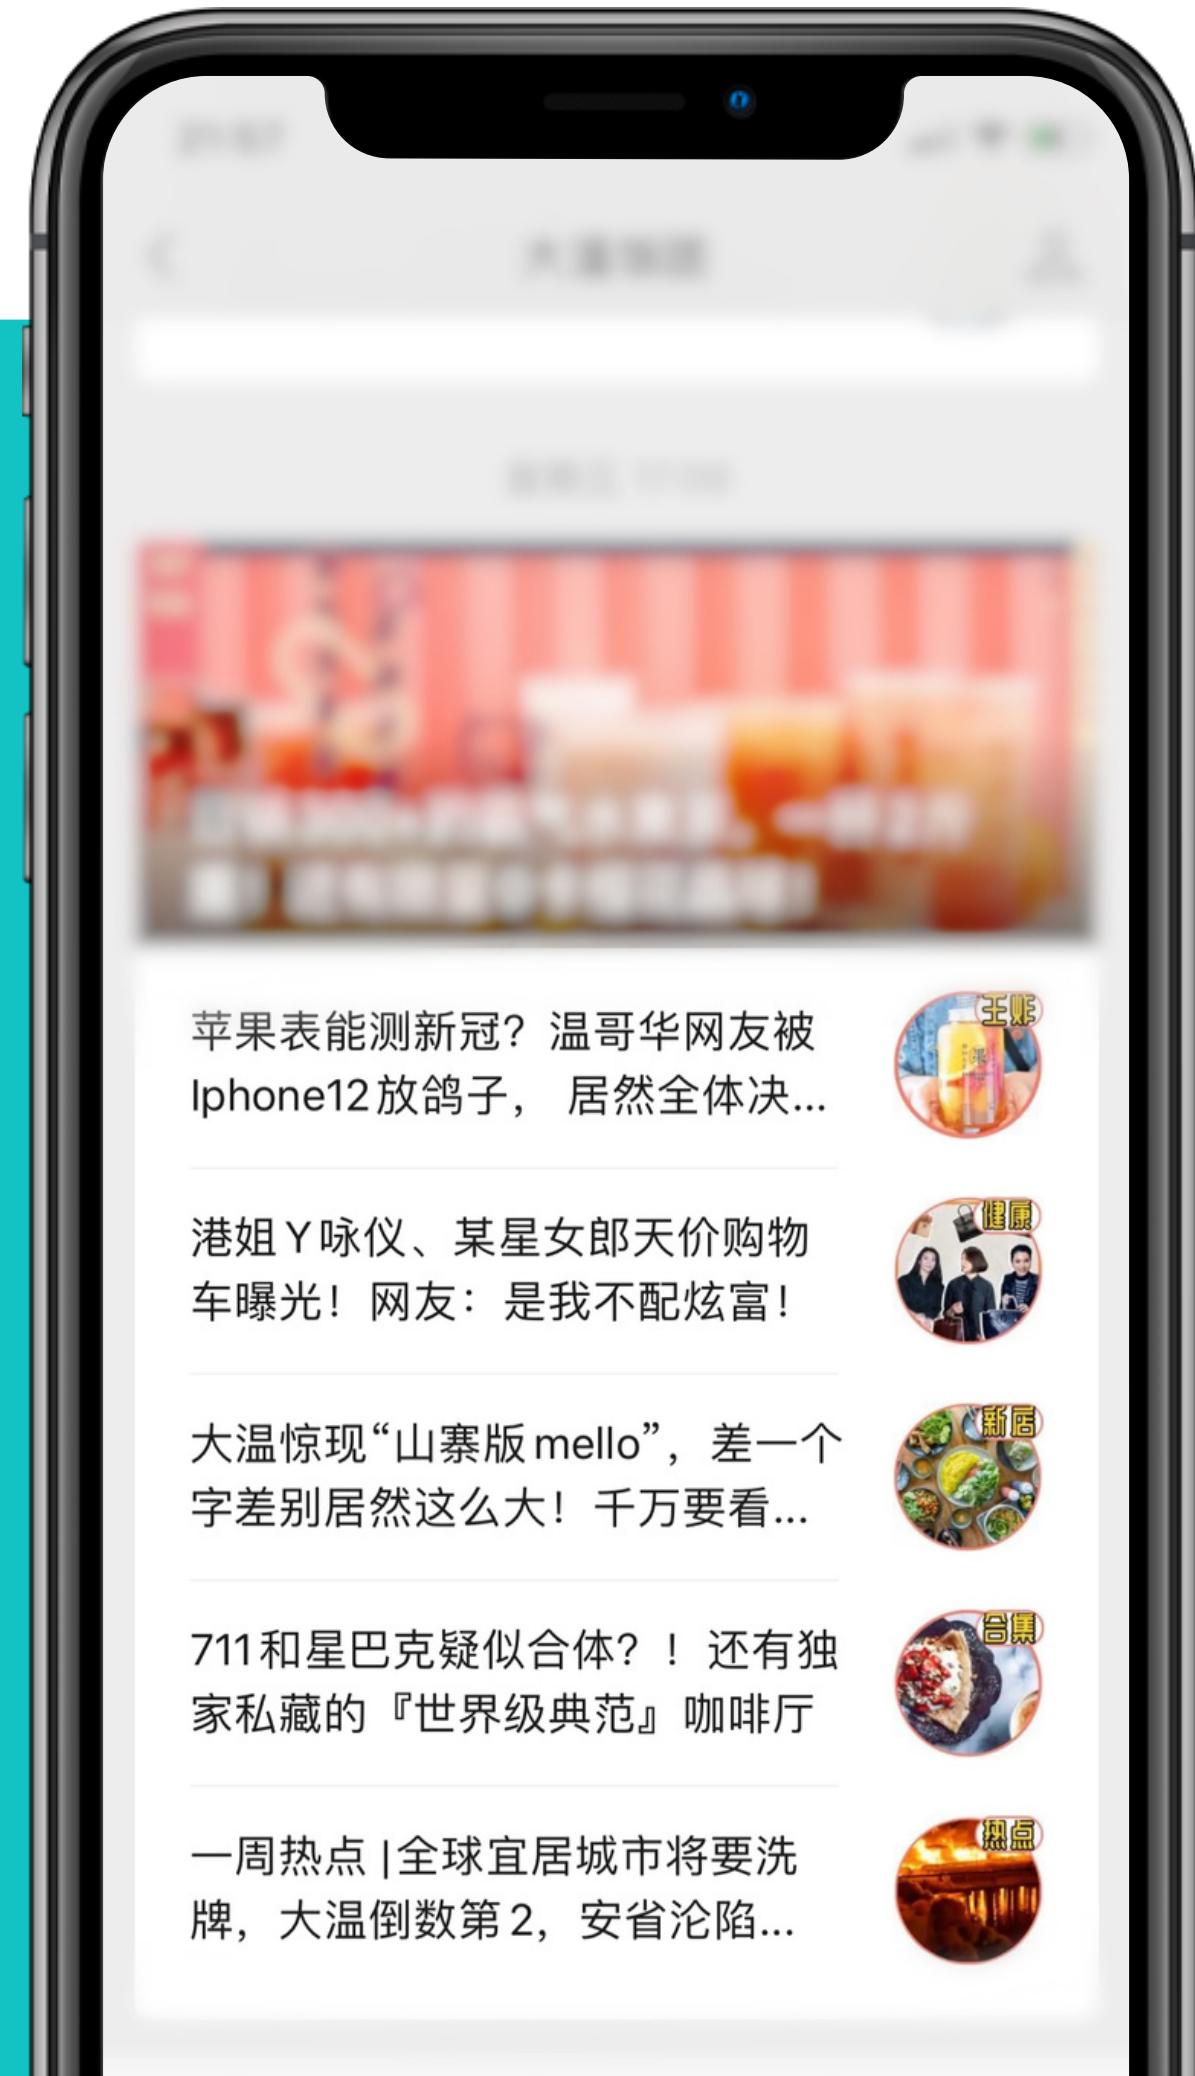 苹果表能测新冠？温哥华网友被
王炸
Iphone12放鸽子， 居然全体决...
港姐Y咏仪、某星女郎天价购物
健康
车曝光！网友：是我不配炫富！
大温惊现“山寨版mello”，差一个
新店
字差别居然这么大！千万要看...
711和星巴克疑似合体？！还有独
合集
家私藏的『世界级典范』咖啡厅
一周热点 |全球宜居城市将要洗
热点
牌，大温倒数第2，安省沦陷...